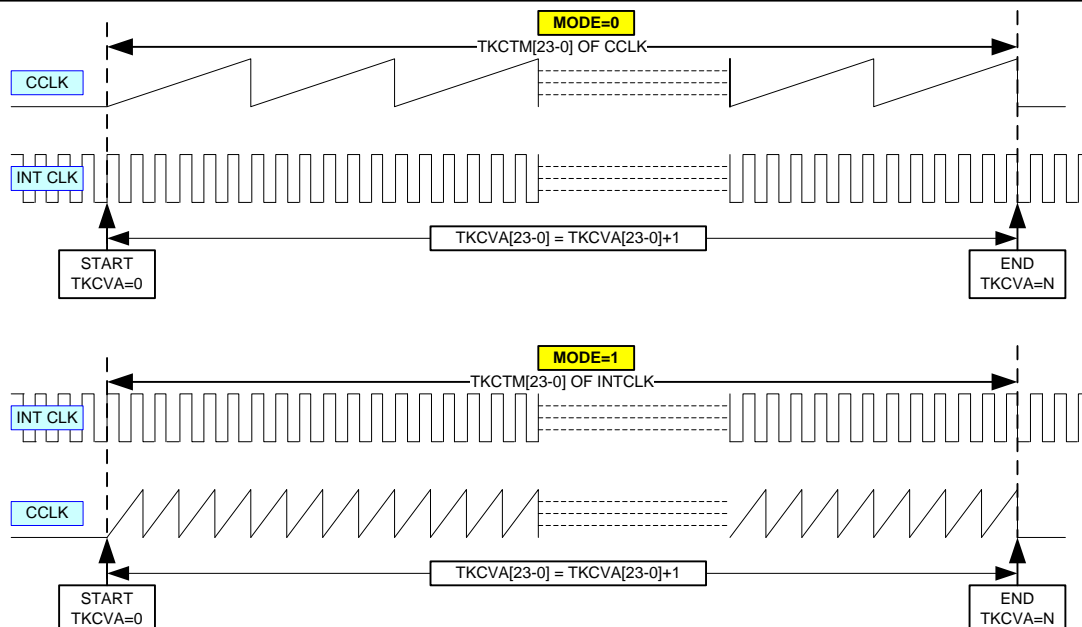 MODE=0
TKCTM[23-0] OF CCLK
CCLK
INT CLK
TKCVA[23-0] = TKCVA[23-0]+1
START
TKCVA=0
END
TKCVA=N
MODE=1
TKCTM[23-0] OF INTCLK
INT CLK
CCLK
TKCVA[23-0] = TKCVA[23-0]+1
START
TKCVA=0
END
TKCVA=N